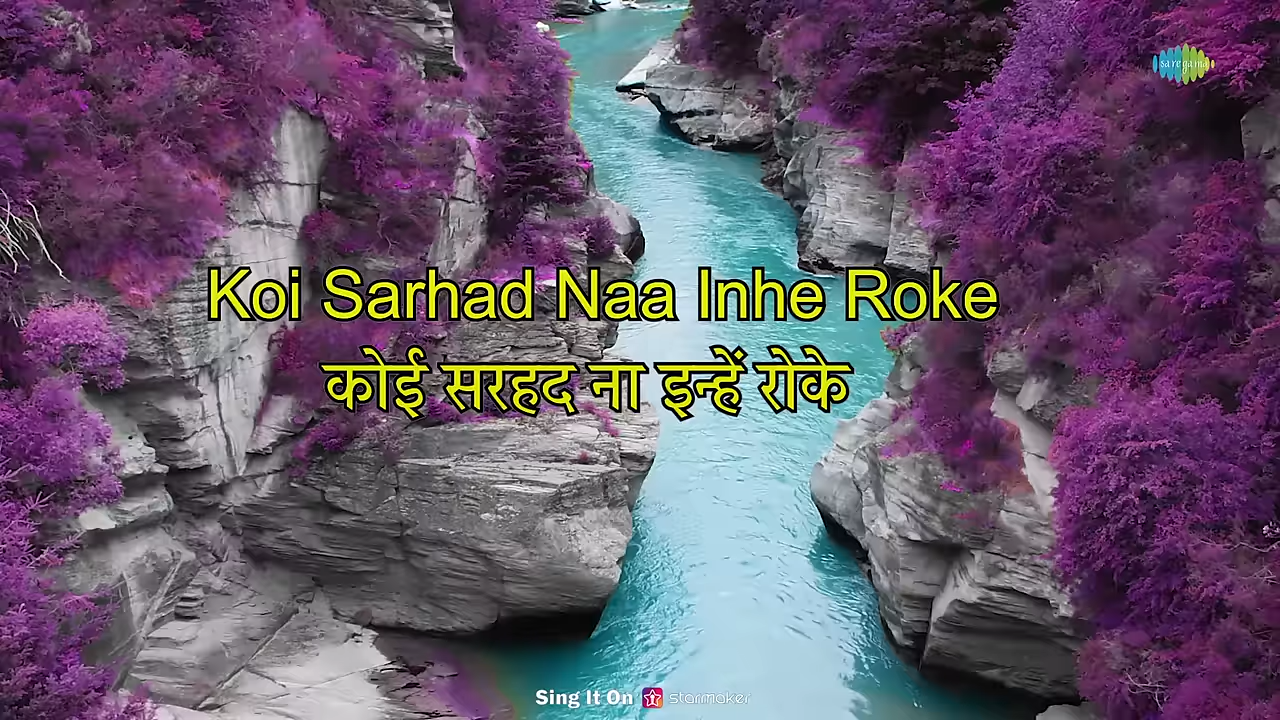 saregama
Koi Sarhad Naa Inhe Roke
कोई सरहद ना इन्हें रोके
Sing It On starmaker